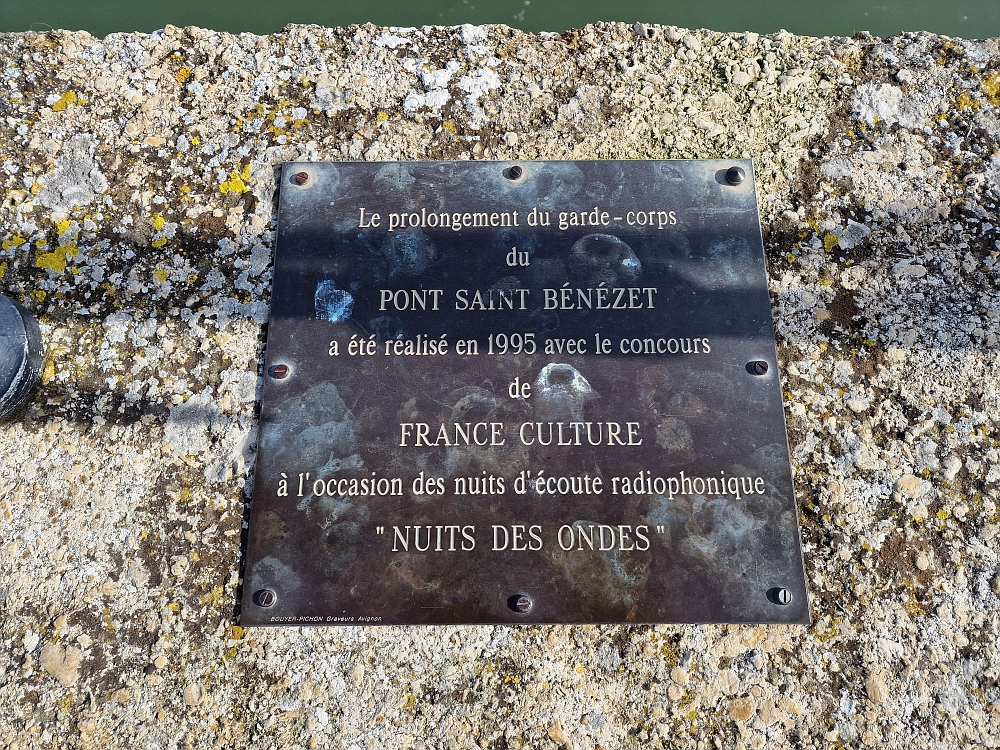 Le prolongement du garde-corps
du
PONT SAINT BÉNÉZET
a été réalisé en 1995 avec le concours
de
FRANCE CULTURE
à l'occasion des nuits d'écoute radiophonique
"NUITS DES ONDES"
BOUYER-PICHON Graveurs Avignon